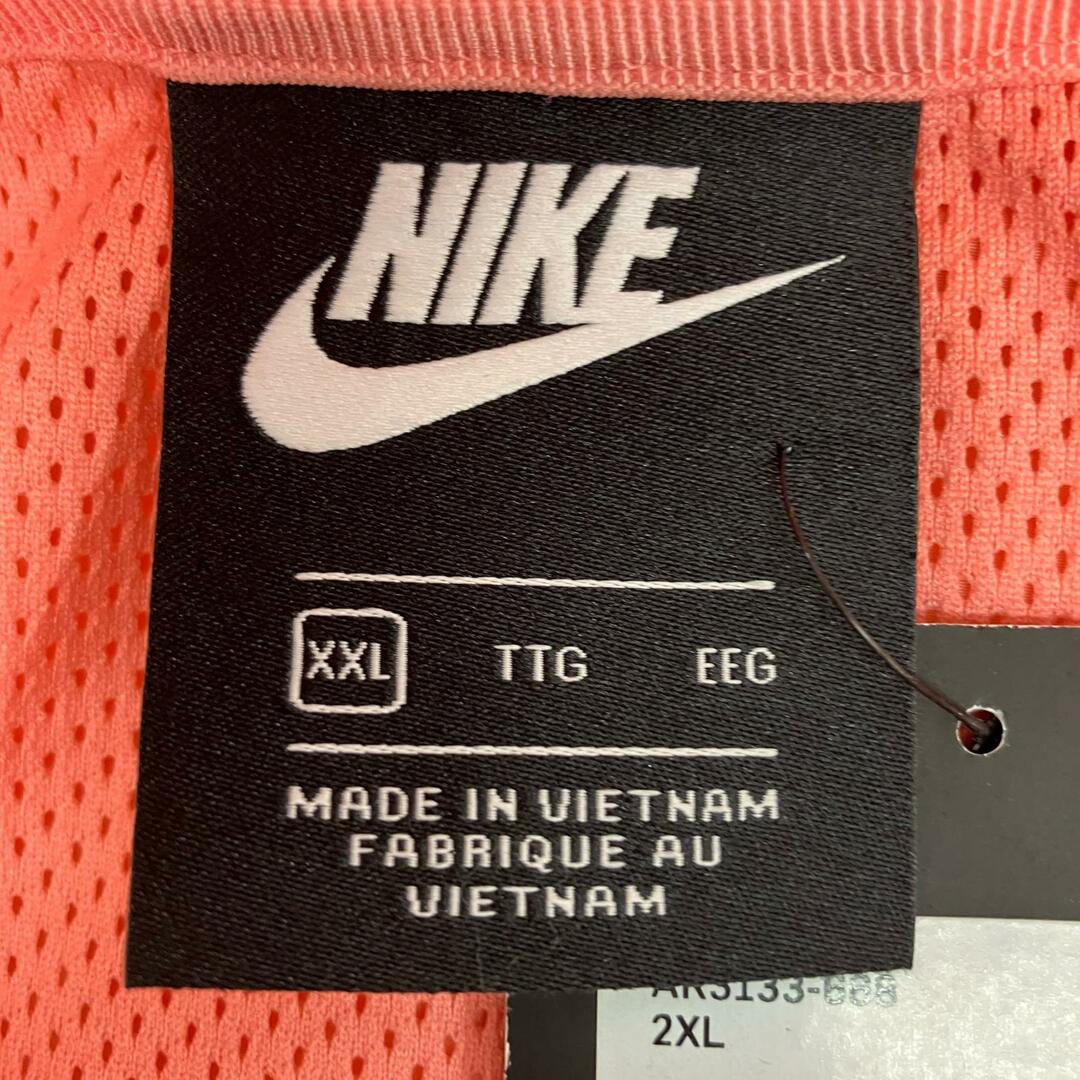 NIKE
XXL TTG EEG
MADE IN VIETNAM
FABRIQUE AU
VIETNAM
2XL